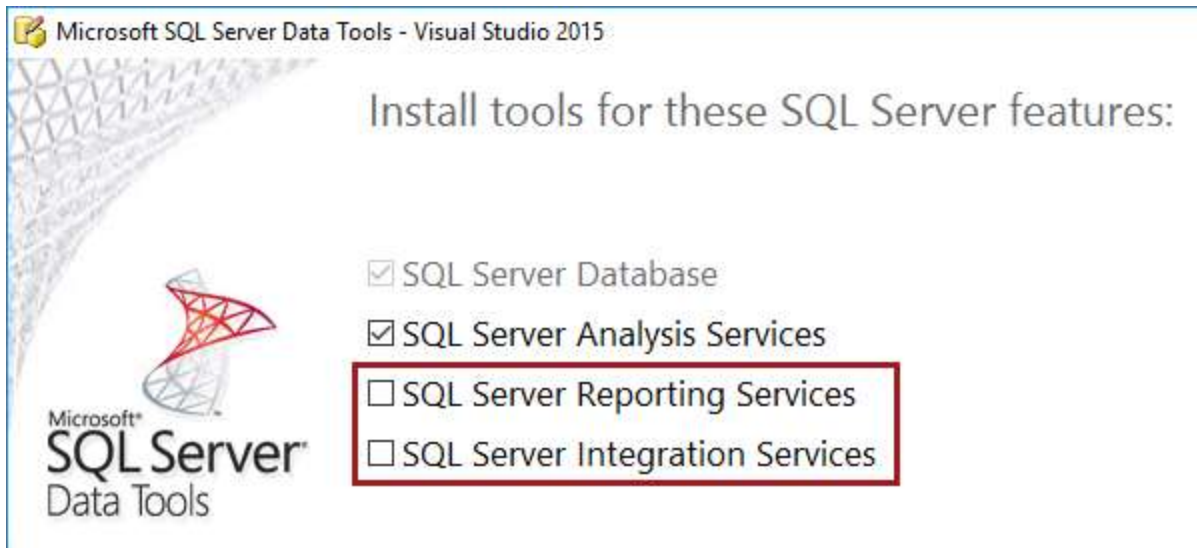 Microsoft SQL Server Data Tools - Visual Studio 2015
Install tools for these SQL Server features:
SQL Server Database
SQL Server Analysis Services
SQL Server Reporting Services
SQL Server Integration Services
Microsoft®
SQL Server®
Data Tools